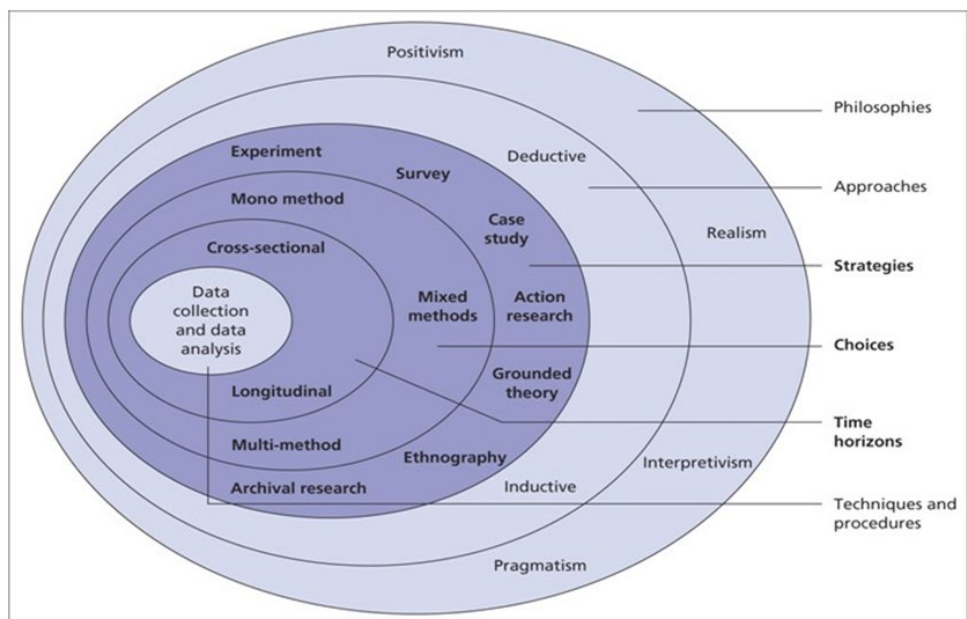 Positivism
Philosophies
Experiment
Deductive
Survey
Approaches
Mono method
Case
study
Realism
Cross-sectional
Strategies
Data
collection
and data
analysis
Mixed
methods
Action
research
Choices
Grounded
theory
Longitudinal
Time
horizons
Multi-method
Ethnography
Interpretivism
Archival research
Inductive
Techniques and
procedures
Pragmatism